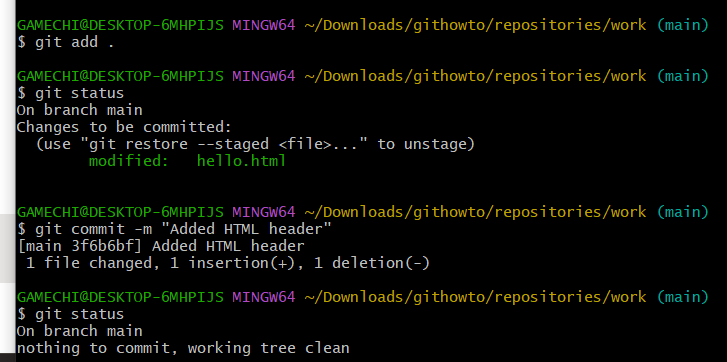 GAMECHI@DESKTOP-6MHPIJS MINGW64 ~/Downloads/githowto/repositories/work (main)
$ git add .
GAMECHI@DESKTOP-6MHPIJS MINGW64 ~/Downloads/githowto/repositories/work (main)
$ git status
On branch main
Changes to be committed:
  (use "git restore --staged <file>..." to unstage)
        modified:   hello.html
GAMECHI@DESKTOP-6MHPIJS MINGW64 ~/Downloads/githowto/repositories/work (main)
$ git commit -m "Added HTML header"
[main 3f6b6bf] Added HTML header
 1 file changed, 1 insertion(+), 1 deletion(-)
GAMECHI@DESKTOP-6MHPIJS MINGW64 ~/Downloads/githowto/repositories/work (main)
$ git status
On branch main
nothing to commit, working tree clean